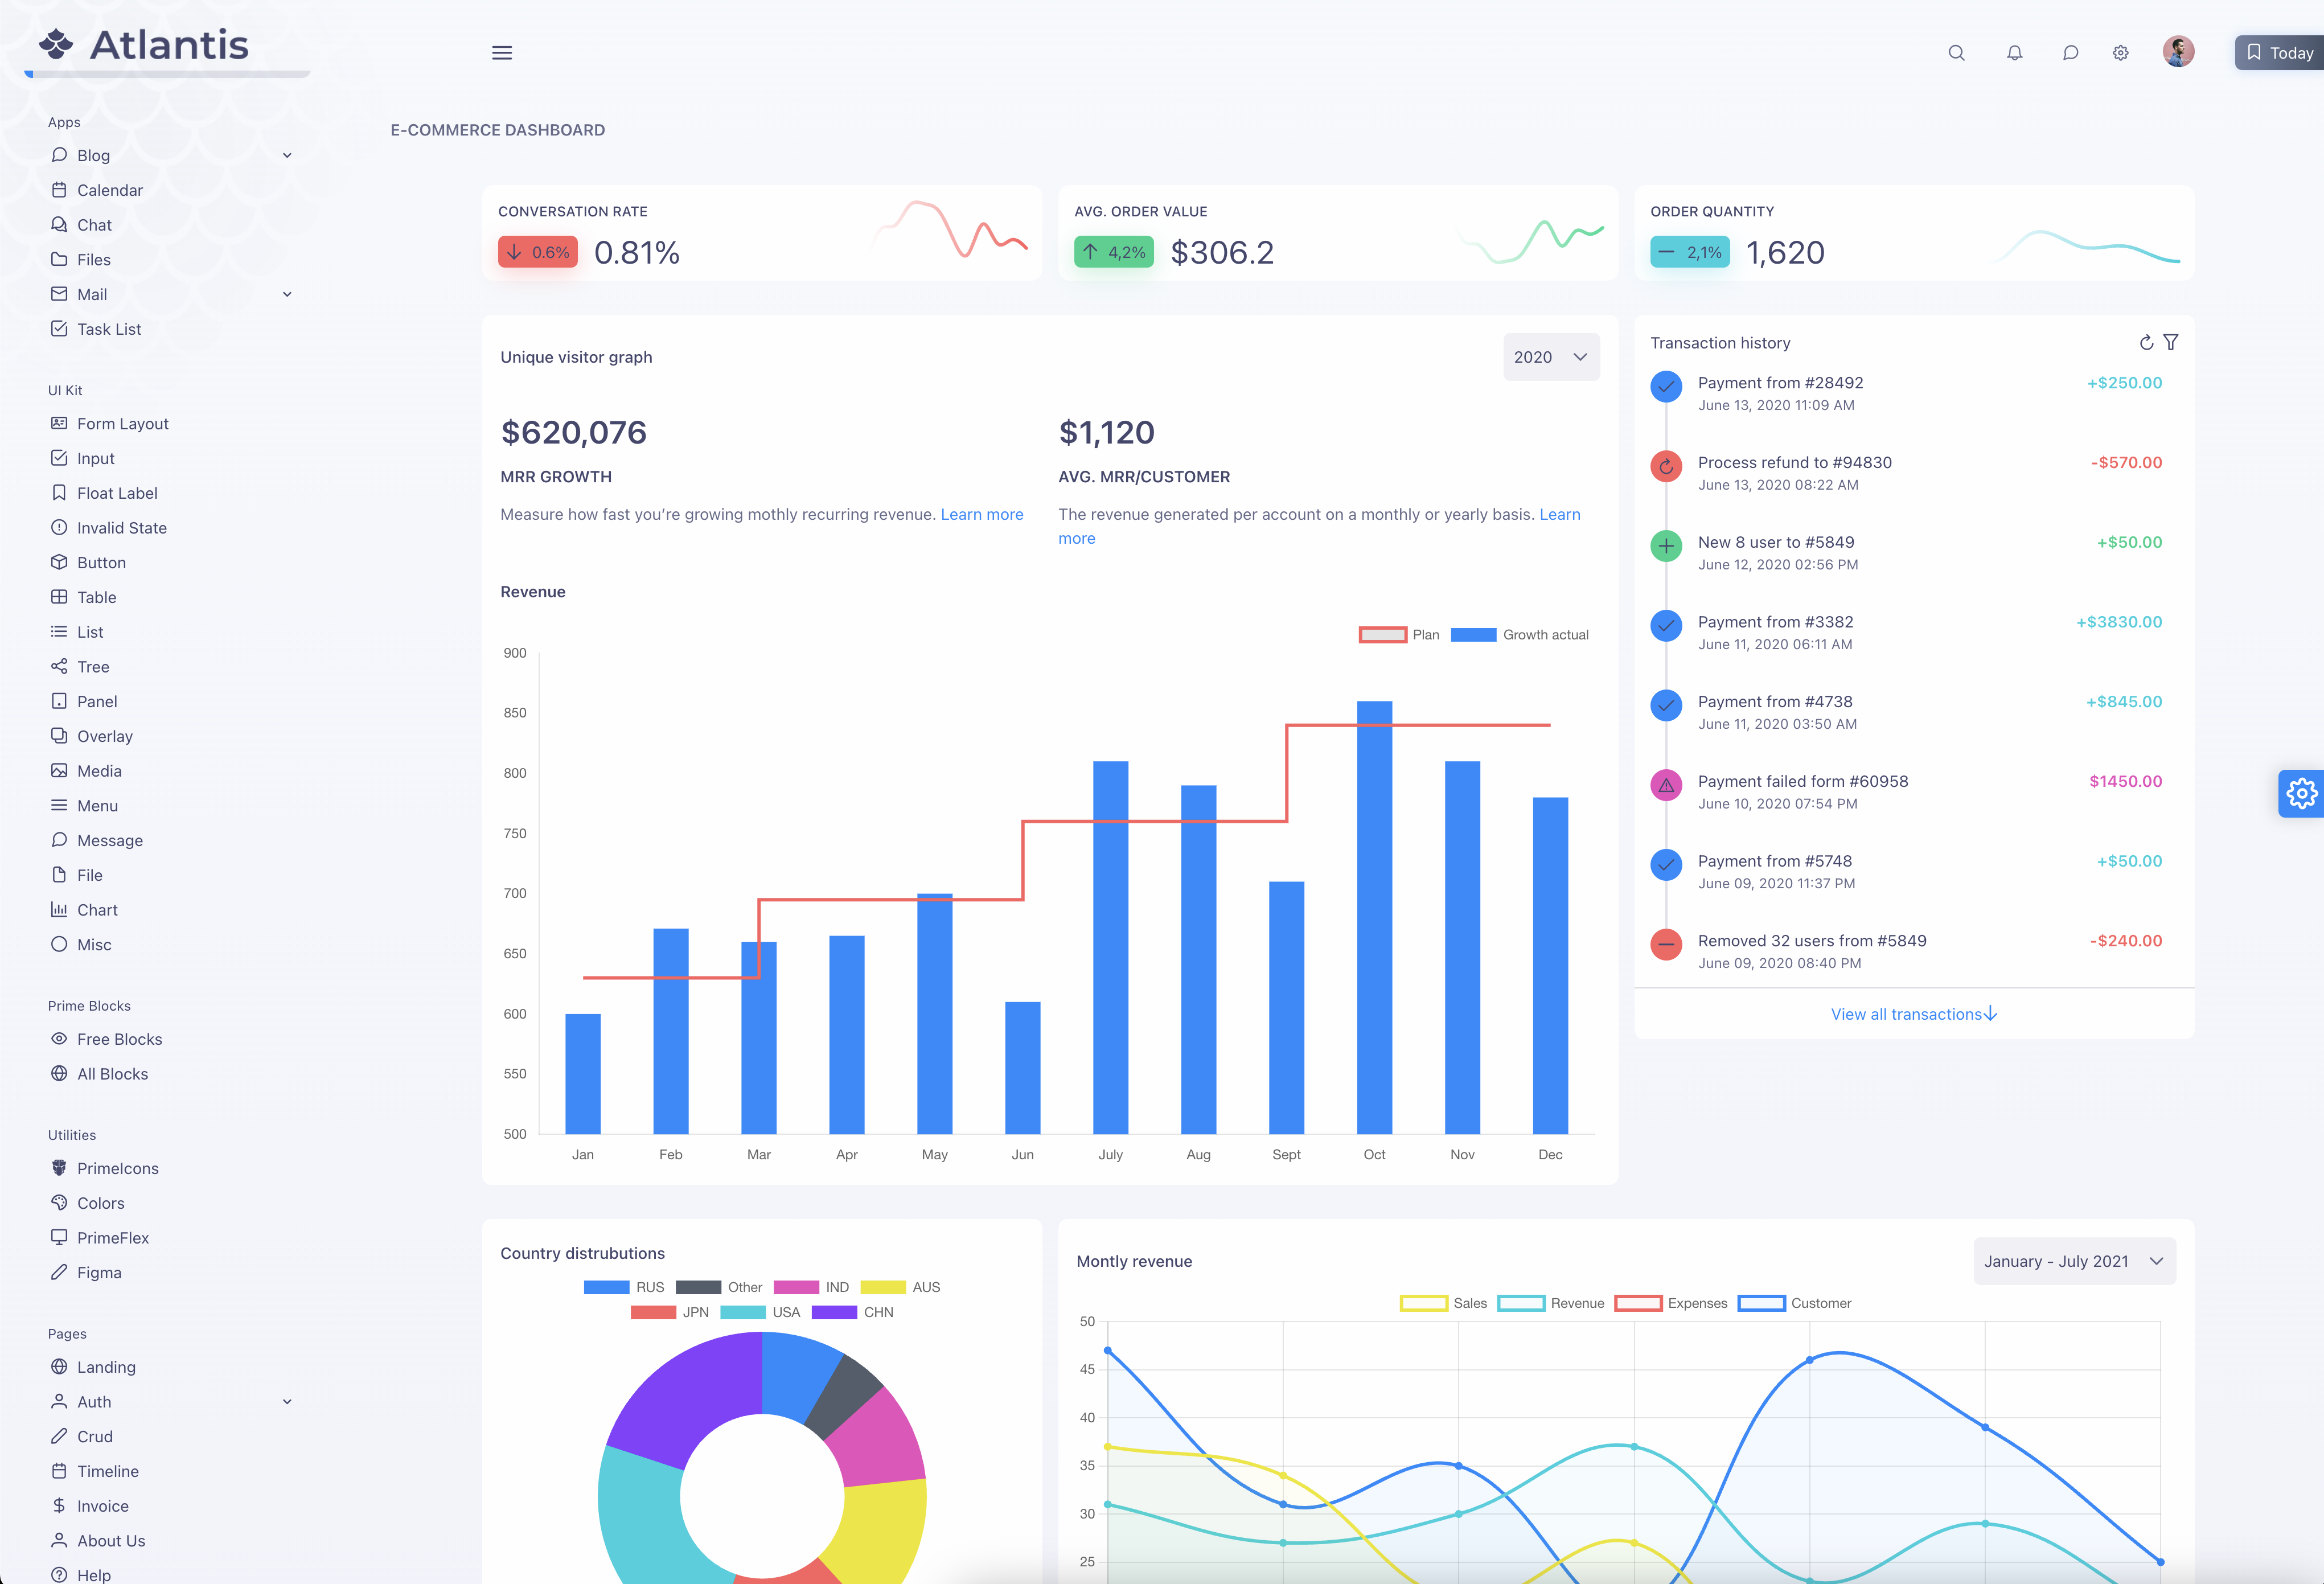 Atlantis
Today
Apps
Blog
Calendar
Chat
Files
Mail
Task List
UI Kit
Form Layout
Input
Float Label
Invalid State
Button
Table
List
Tree
Panel
Overlay
Media
Menu
Message
File
Chart
Misc
Prime Blocks
Free Blocks
All Blocks
Utilities
PrimeIcons
Colors
PrimeFlex
Figma
Pages
Landing
Auth
Crud
Timeline
Invoice
About Us
Help
E-COMMERCE DASHBOARD
CONVERSATION RATE
0.6% 0.81%
AVG. ORDER VALUE
4,2% $306.2
ORDER QUANTITY
2,1% 1,620
Unique visitor graph
2020
$620,076
MRR GROWTH
Measure how fast you’re growing mothly recurring revenue. Learn more
$1,120
AVG. MRR/CUSTOMER
The revenue generated per account on a monthly or yearly basis. Learn
more
Revenue
Plan Growth actual
900
850
800
750
700
650
600
550
500
Jan Feb Mar Apr May Jun July Aug Sept Oct Nov Dec
Transaction history
Payment from #28492 +$250.00
June 13, 2020 11:09 AM
Process refund to #94830 -$570.00
June 13, 2020 08:22 AM
New 8 user to #5849 +$50.00
June 12, 2020 02:56 PM
Payment from #3382 +$3830.00
June 11, 2020 06:11 AM
Payment from #4738 +$845.00
June 11, 2020 03:50 AM
Payment failed form #60958 $1450.00
June 10, 2020 07:54 PM
Payment from #5748 +$50.00
June 09, 2020 11:37 PM
Removed 32 users from #5849 -$240.00
June 09, 2020 08:40 PM
View all transactions
Country distrubutions
RUS Other IND AUS
JPN USA CHN
Montly revenue
January - July 2021
Sales Revenue Expenses Customer
50
45
40
35
30
25